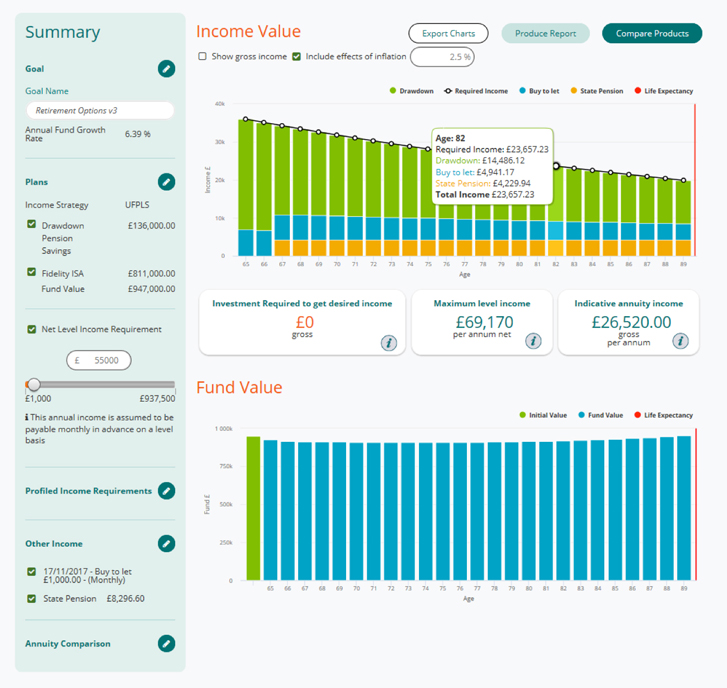 Summary
Goal
Goal Name
Retirement Options v3
Annual Fund Growth
Rate
6.39 %
Plans
Income Strategy UFPLS
Drawdown £136,000.00
Pension
Savings
Fidelity ISA £811,000.00
Fund Value £947,000.00
Net Level Income Requirement
£ 55000
£1,000 £937,500
i This annual income is assumed to be
payable monthly in advance on a level
basis
Profiled Income Requirements
Other Income
17/11/2017 - Buy to let
£1,000.00 - (Monthly)
State Pension £8,296.60
Annuity Comparison
Income Value
Export Charts Produce Report Compare Products
Show gross income Include effects of inflation 2.5 %
Drawdown Required Income Buy to let State Pension Life Expectancy
40k
30k
20k
10k
0
Income £
Age: 82
Required Income: £23,657.23
Drawdown: £14,486.12
Buy to let: £4,941.17
State Pension: £4,229.94
Total Income £23,657.23
65 66 67 68 69 70 71 72 73 74 75 76 77 78 79 80 81 82 83 84 85 86 87 88 89
Age
Investment Required to get desired income
£0
gross
i
Maximum level income
£69,170
per annum net
i
Indicative annuity income
£26,520.00
gross
per annum
i
Fund Value
Initial Value Fund Value Life Expectancy
1 000k
750k
500k
250k
0
Fund £
65 66 67 68 69 70 71 72 73 74 75 76 77 78 79 80 81 82 83 84 85 86 87 88 89
Age